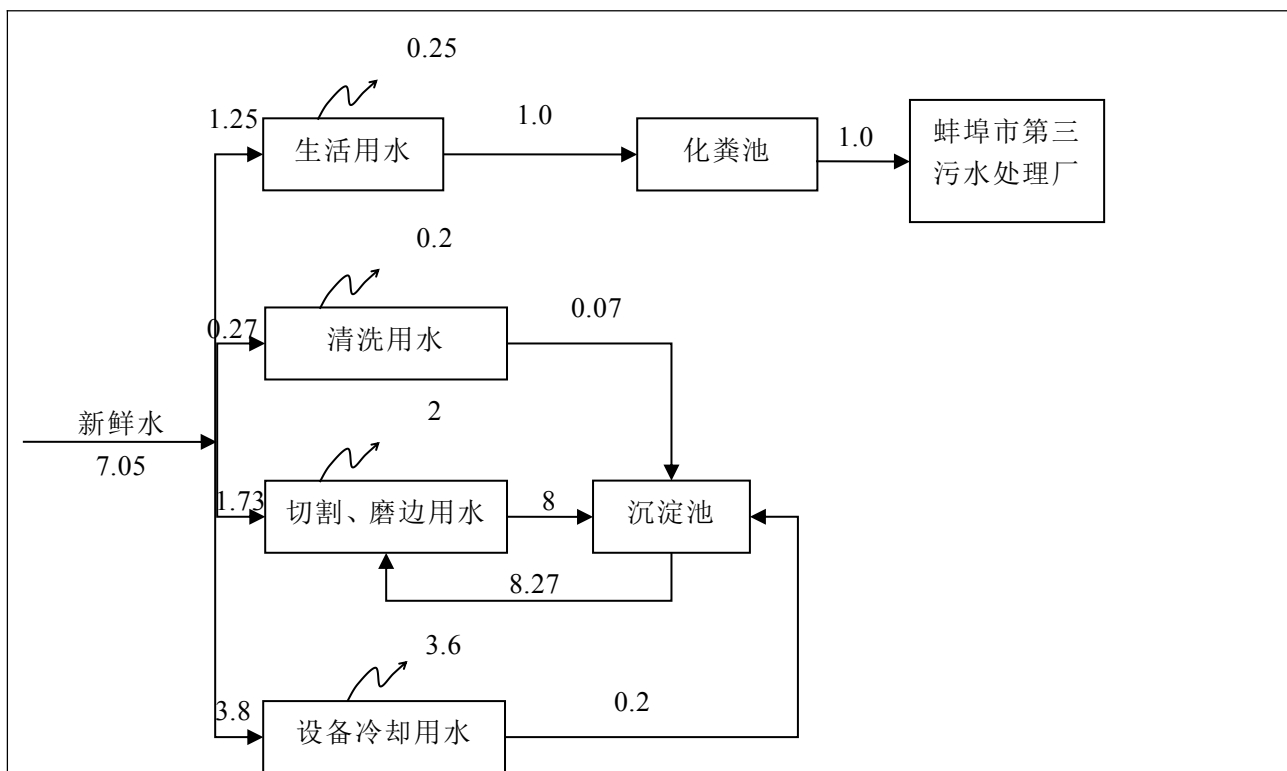 0.25
1.25
生活用水
1.0
化粪池
1.0
蚌埠市第三
污水处理厂
0.2
0.27
清洗用水
0.07
新鲜水
7.05
2
1.73
切割、磨边用水
8
沉淀池
8.27
3.6
3.8
设备冷却用水
0.2